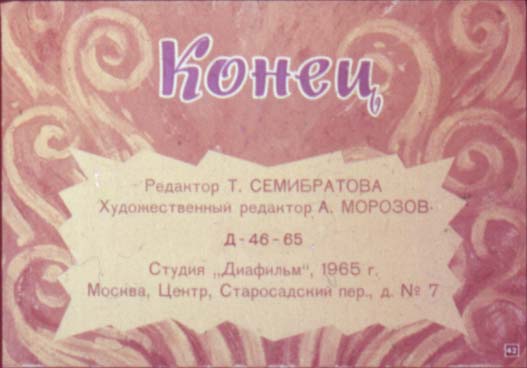 Конец
Редактор Т. СЕМИБРАТОВА
Художественный редактор А. МОРОЗОВ
Д-46-65
Студия „Диафильм“, 1965 г.
Москва, Центр, Старосадский пер., д. № 7
42